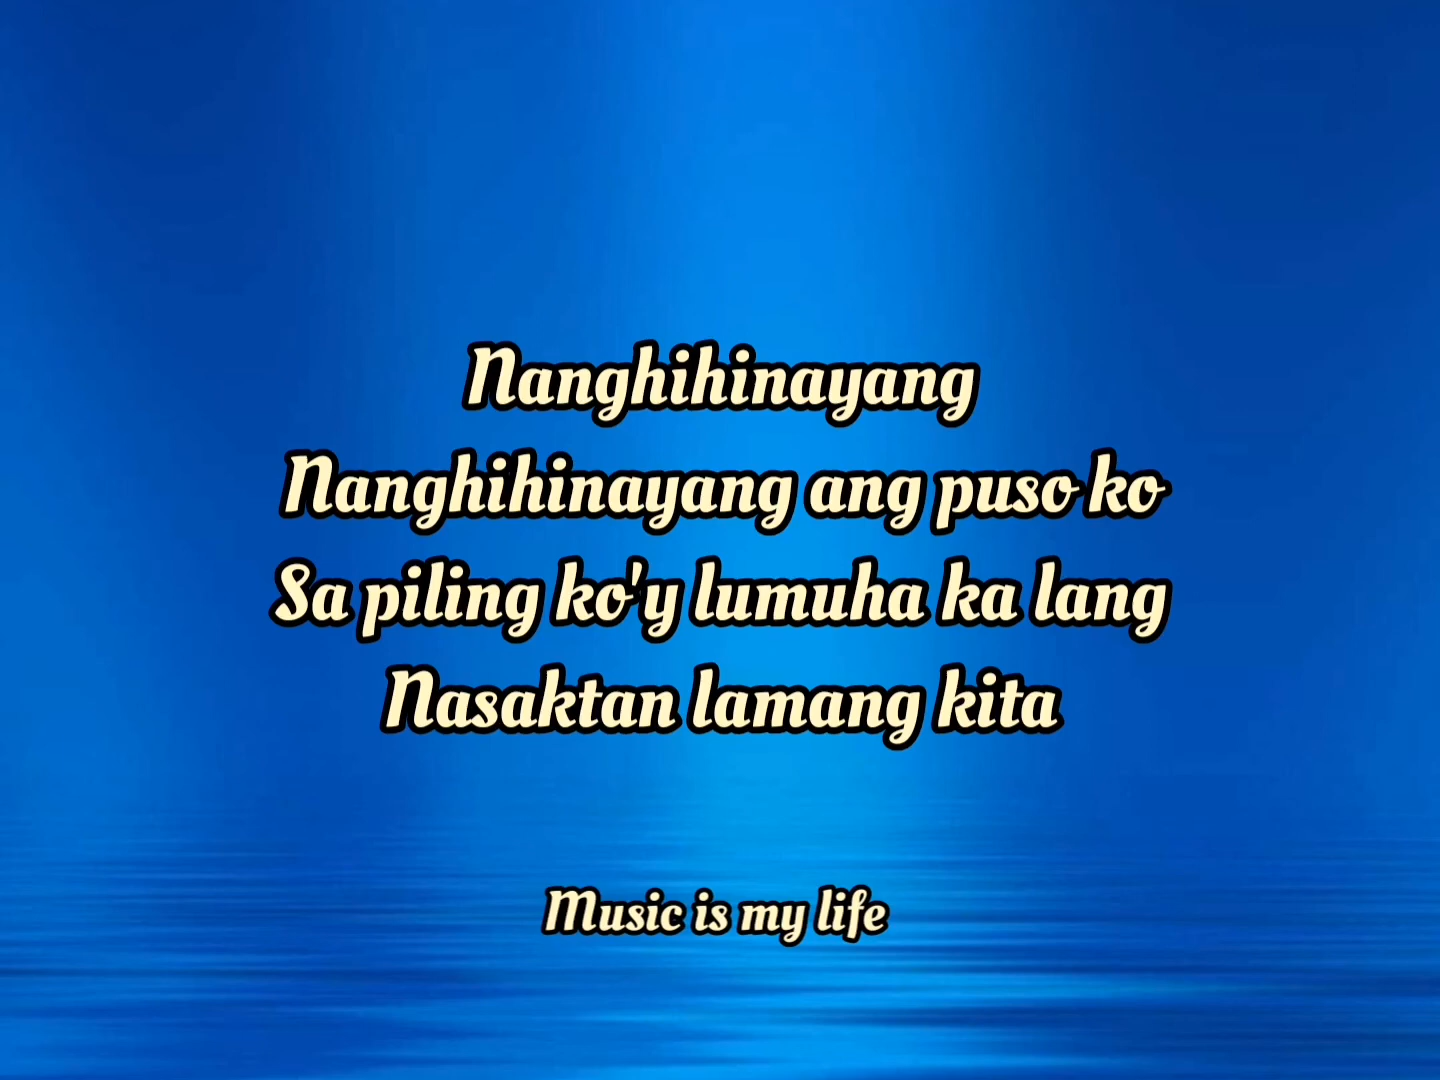 Nanghihinayang
Nanghihinayang ang puso ko
Sa piling ko'y lumuha ka lang
Nasaktan lamang kita
Music is my life